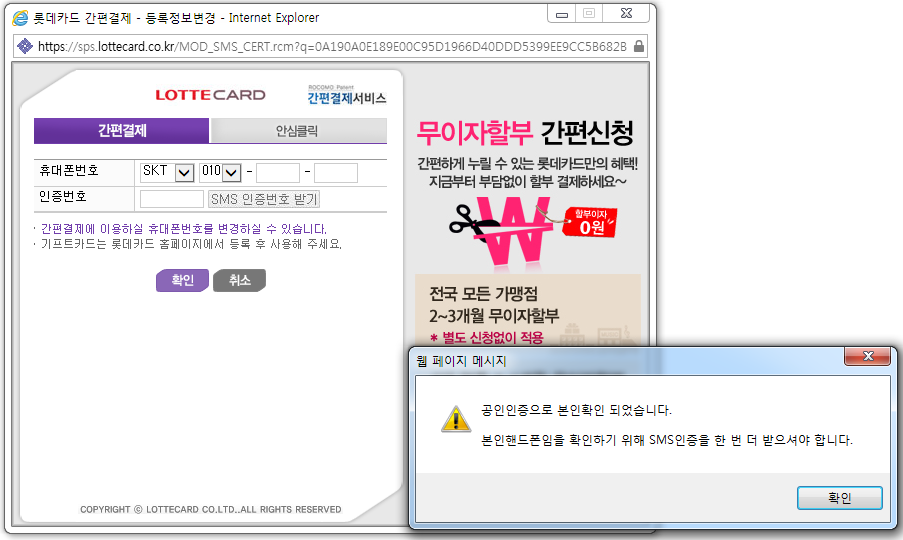 롯데카드 간편결제 - 등록정보변경 - Internet Explorer
https://sps.lottecard.co.kr/MOD_SMS_CERT.rcm?q=0A190A0E189E00C95D1966D40DDD5399EE9CC5B682B
LOTTE CARD
ROCOMO Patent
간편결제서비스
간편결제
안심클릭
휴대폰번호 SKT 010 - -
인증번호 SMS 인증번호 받기
· 간편결제에 이용하실 휴대폰번호를 변경하실 수 있습니다.
· 기프트카드는 롯데카드 홈페이지에서 등록 후 사용해 주세요.
확인 취소
COPYRIGHT ⓒ LOTTECARD CO.LTD..ALL RIGHTS RESERVED
무이자할부 간편신청
간편하게 누릴 수 있는 롯데카드만의 혜택!
지금부터 부담없이 할부 결제하세요~
할부이자
0원
전국 모든 가맹점
2~3개월 무이자할부
* 별도 신청없이 적용
웹 페이지 메시지
공인인증으로 본인확인 되었습니다.
본인핸드폰임을 확인하기 위해 SMS인증을 한 번 더 받으셔야 합니다.
확인